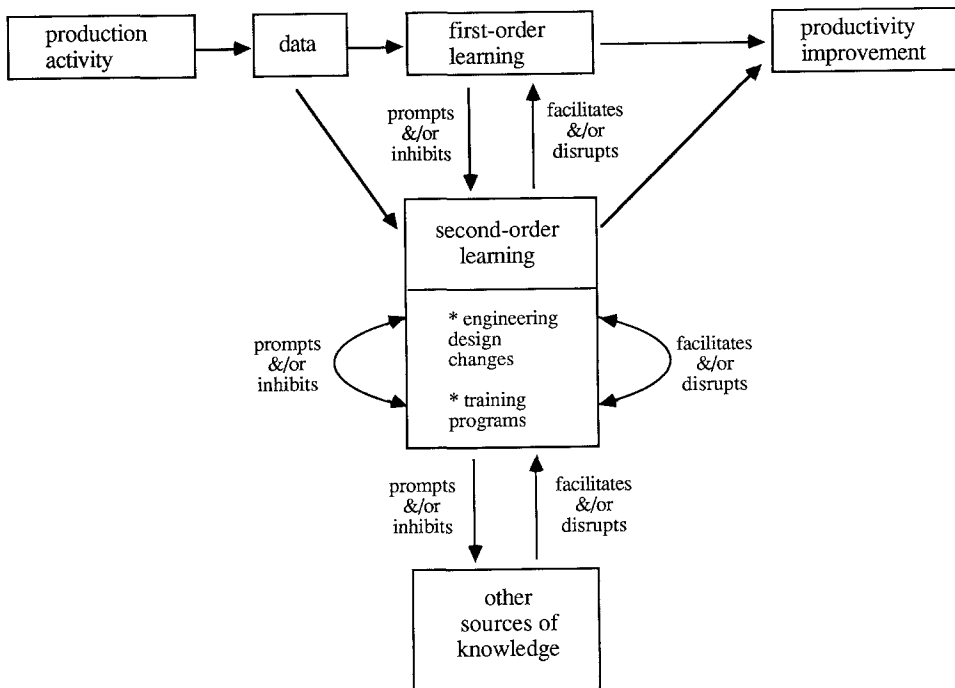 production
activity
data
first-order
learning
productivity
improvement
prompts
&/or
inhibits
facilitates
&/or
disrupts
second-order
learning
* engineering
design
changes
* training
programs
prompts
&/or
inhibits
facilitates
&/or
disrupts
prompts
&/or
inhibits
facilitates
&/or
disrupts
other
sources of
knowledge